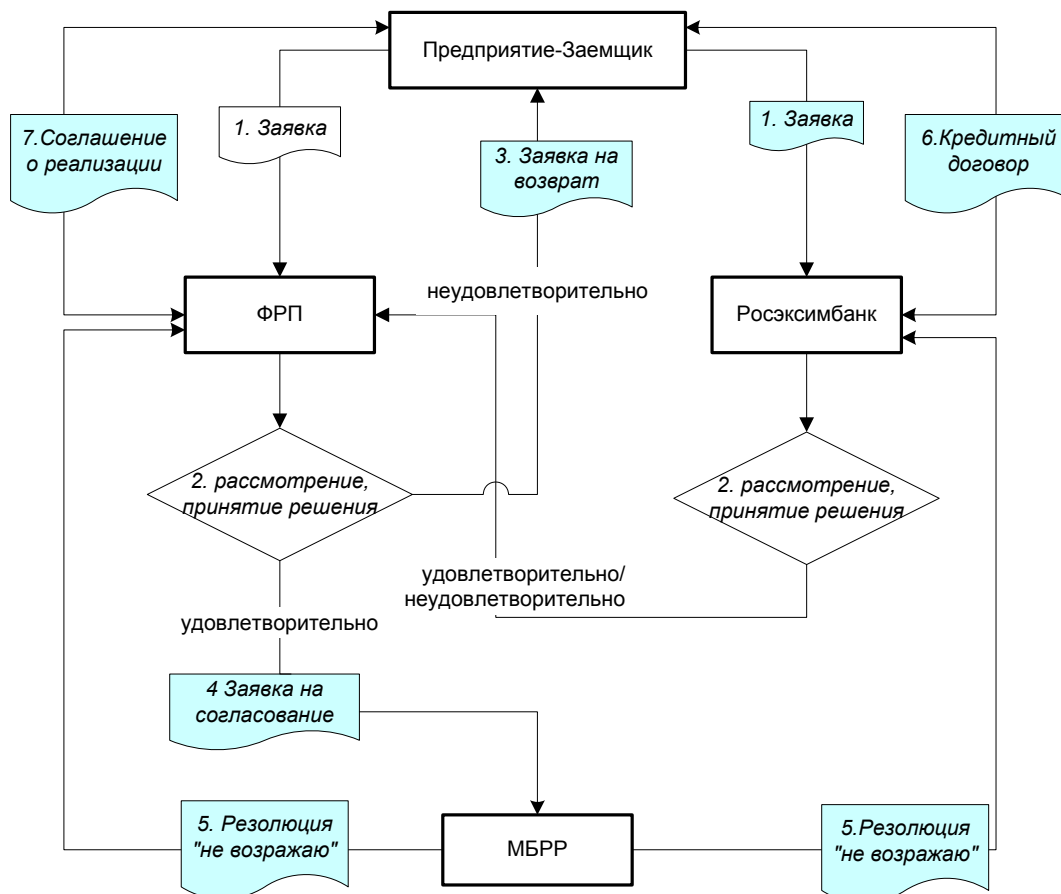 Предприятие-Заемщик
7.Соглашение
о реализации
1. Заявка
3. Заявка на
возврат
1. Заявка
6.Кредитный
договор
неудовлетворительно
ФРП
Росэксимбанк
2. рассмотрение,
принятие решения
2. рассмотрение,
принятие решения
удовлетворительно/
неудовлетворительно
удовлетворительно
4 Заявка на
согласование
5. Резолюция
"не возражаю"
МБРР
5.Резолюция
"не возражаю"